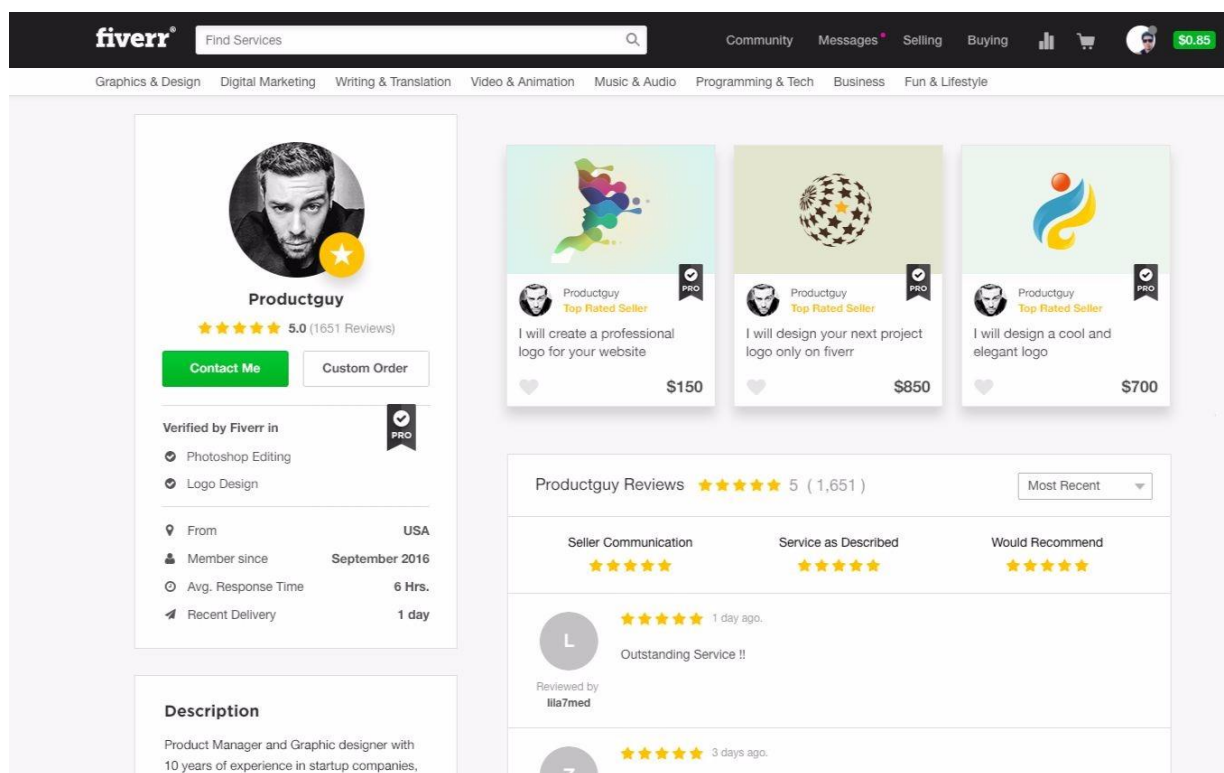 fiverr®
Find Services
Community Messages Selling Buying
$0.85
Graphics & Design Digital Marketing Writing & Translation Video & Animation Music & Audio Programming & Tech Business Fun & Lifestyle
Productguy
5.0 (1651 Reviews)
Contact Me
Custom Order
Verified by Fiverr in
PRO
Photoshop Editing
Logo Design
From USA
Member since September 2016
Avg. Response Time 6 Hrs.
Recent Delivery 1 day
Description
Product Manager and Graphic designer with
10 years of experience in startup companies,
PRO
Productguy
Top Rated Seller
I will create a professional
logo for your website
$150
PRO
Productguy
Top Rated Seller
I will design your next project
logo only on fiverr
$850
PRO
Productguy
Top Rated Seller
I will design a cool and
elegant logo
$700
Productguy Reviews 5 ( 1,651 )
Most Recent
Seller Communication Service as Described Would Recommend
1 day ago.
L
Outstanding Service !!
Reviewed by
lila7med
3 days ago.
Z